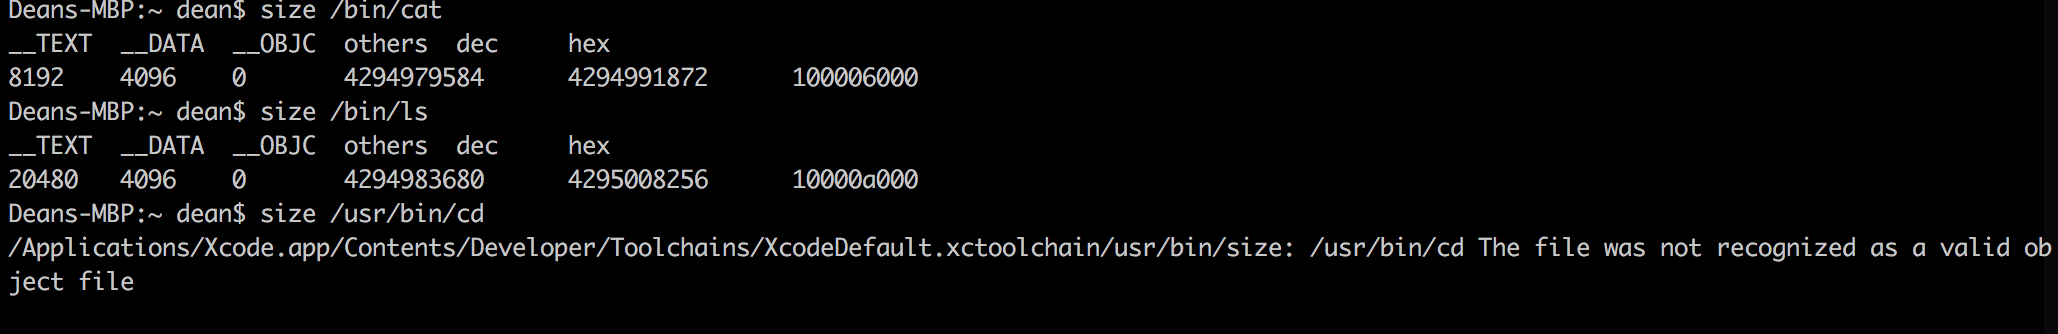 Deans-MBP:~ dean$ size /bin/cat
__TEXT  __DATA  __OBJC  others  dec     hex
8192    4096    0       4294979584      4294991872      100006000
Deans-MBP:~ dean$ size /bin/ls
__TEXT  __DATA  __OBJC  others  dec     hex
20480   4096    0       4294983680      4295008256      10000a000
Deans-MBP:~ dean$ size /usr/bin/cd
/Applications/Xcode.app/Contents/Developer/Toolchains/XcodeDefault.xctoolchain/usr/bin/size: /usr/bin/cd The file was not recognized as a valid ob
ject file